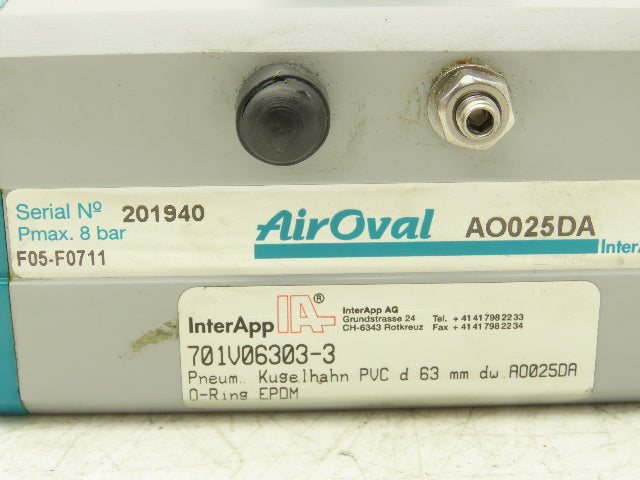 Serial Nº 201940
Pmax. 8 bar
F05-F0711
AirOval
AO025DA
InterApp IA ®
InterApp AG
Grundstrasse 24
CH-6343 Rotkreuz
Tel. + 41 41 798 22 33
Fax + 41 41 798 22 34
701V06303-3
Pneum. Kugelhahn PVC d 63 mm dw.AO025DA
O-Ring EPDM